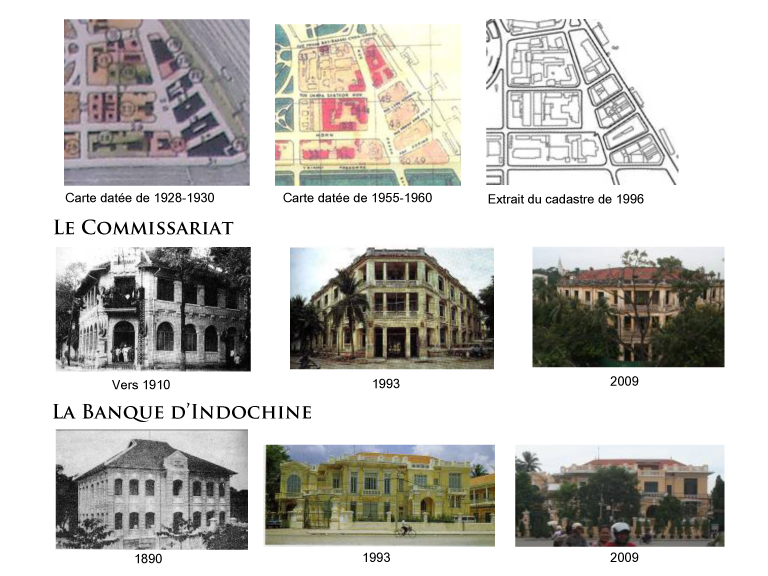 Carte datée de 1928-1930
Carte datée de 1955-1960
Extrait du cadastre de 1996
LE COMMISSARIAT
Vers 1910
1993
2009
LA BANQUE D'INDOCHINE
1890
1993
2009